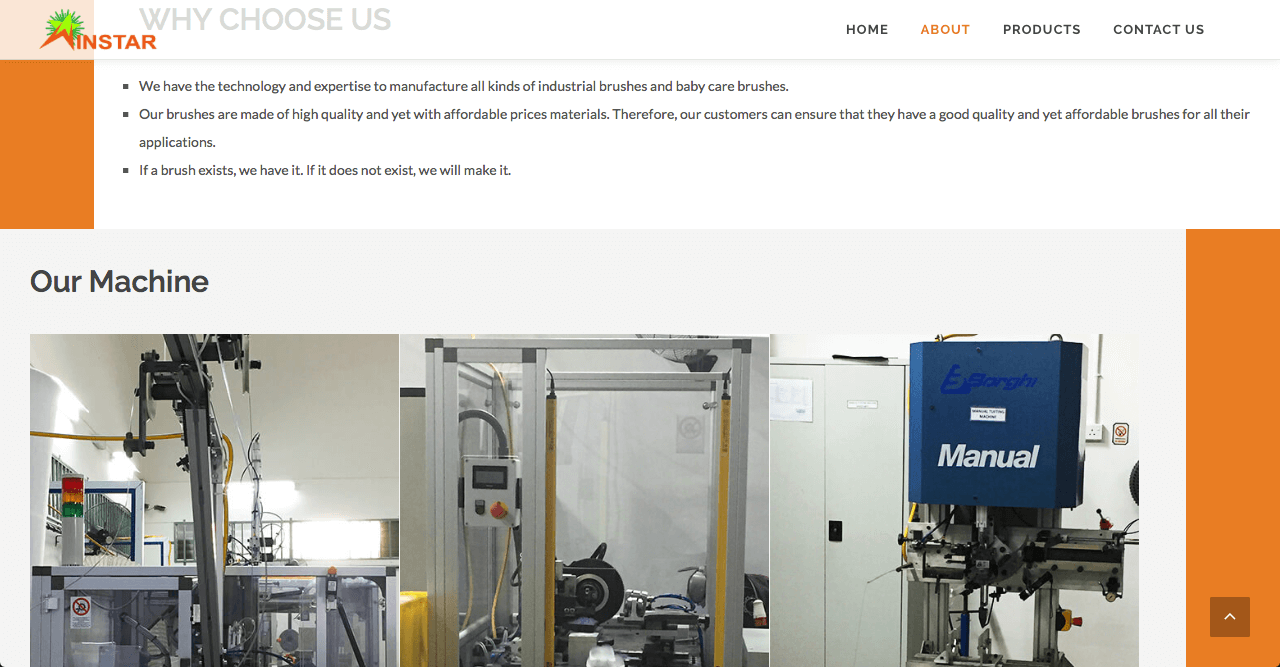 WHY CHOOSE US
AINSTAR
HOME
ABOUT
PRODUCTS
CONTACT US
We have the technology and expertise to manufacture all kinds of industrial brushes and baby care brushes.
Our brushes are made of high quality and yet with affordable prices materials. Therefore, our customers can ensure that they have a good quality and yet affordable brushes for all their
applications.
If a brush exists, we have it. If it does not exist, we will make it.
Our Machine
Borghi
MANUAL TUFTING
MACHINE
Manual